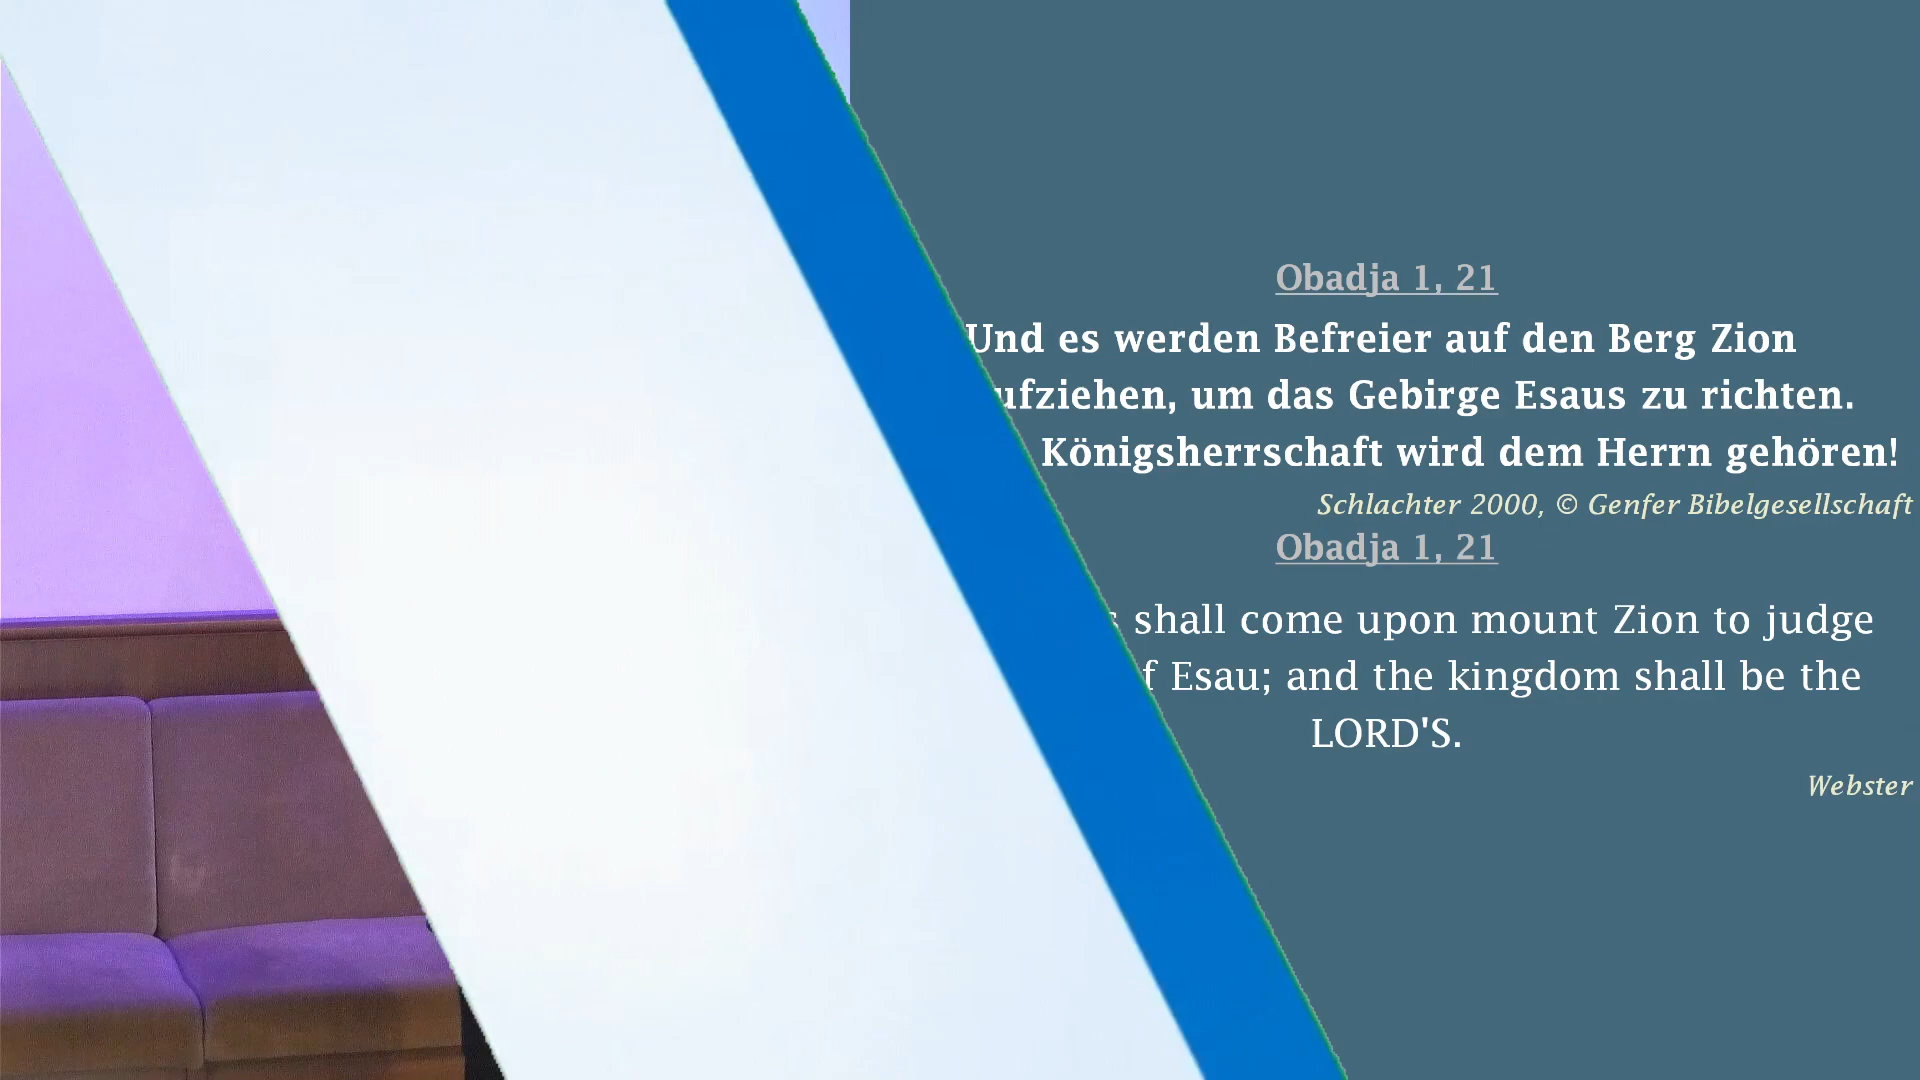 Obadja 1, 21
Und es werden Befreier auf den Berg Zion
ufziehen, um das Gebirge Esaus zu richten.
Königsherrschaft wird dem Herrn gehören!
Schlachter 2000, © Genfer Bibelgesellschaft
Obadja 1, 21
shall come upon mount Zion to judge
f Esau; and the kingdom shall be the
LORD'S.
Webster